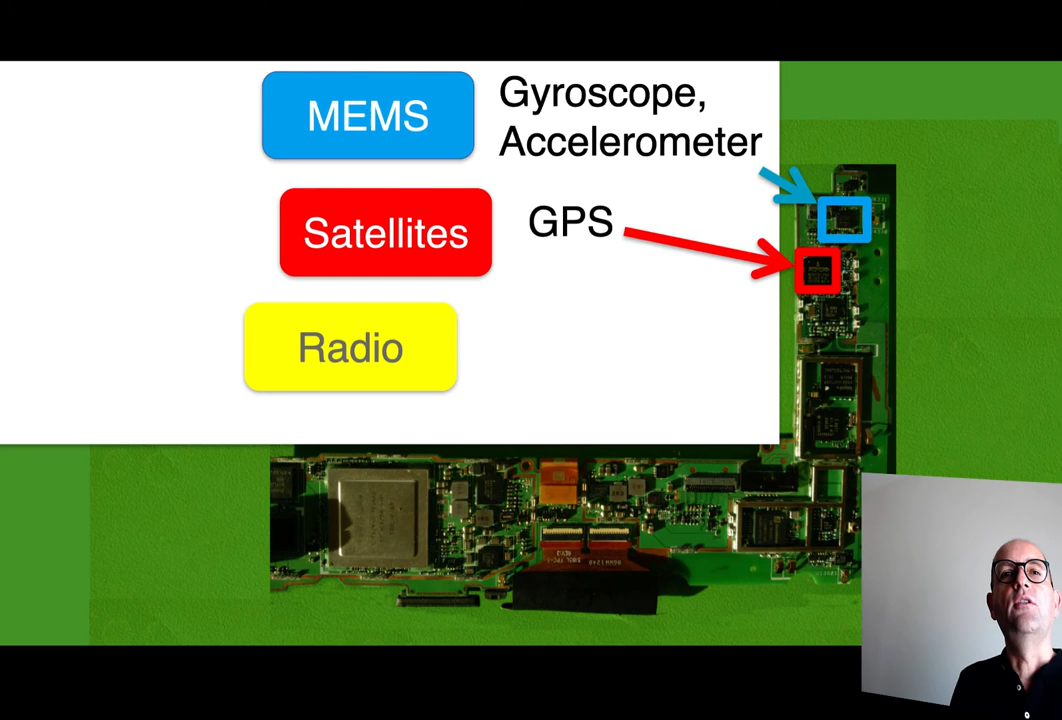 MEMS
Gyroscope,
Accelerometer
Satellites
GPS
Radio